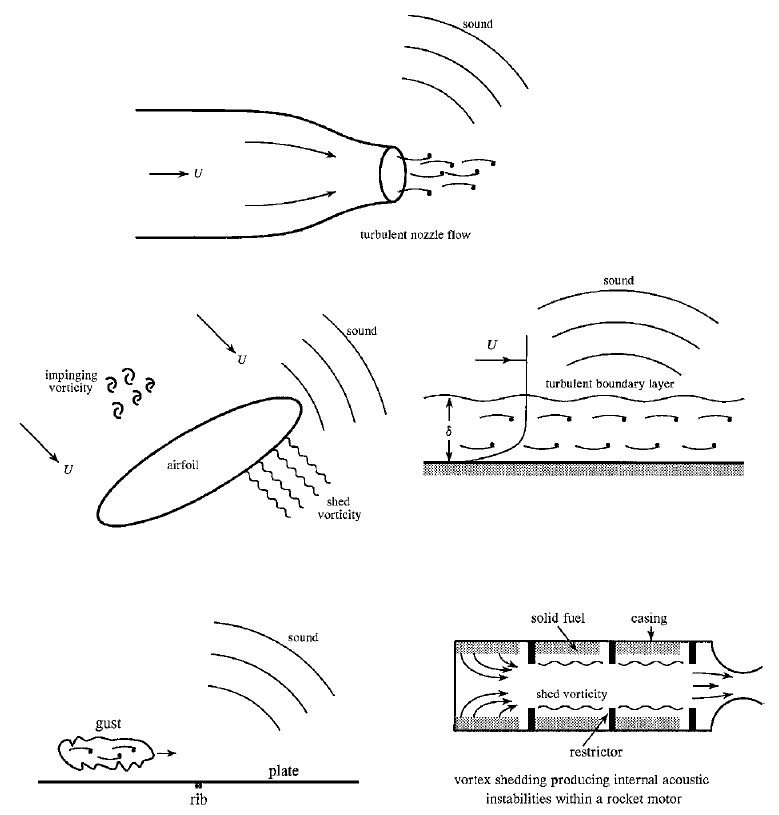 sound
U
turbulent nozzle flow
sound
U
impinging
vorticity
U
airfoil
shed
vorticity
sound
U
turbulent boundary layer
δ
sound
gust
plate
rib
solid fuel
casing
shed vorticity
restrictor
vortex shedding producing internal acoustic
instabilities within a rocket motor